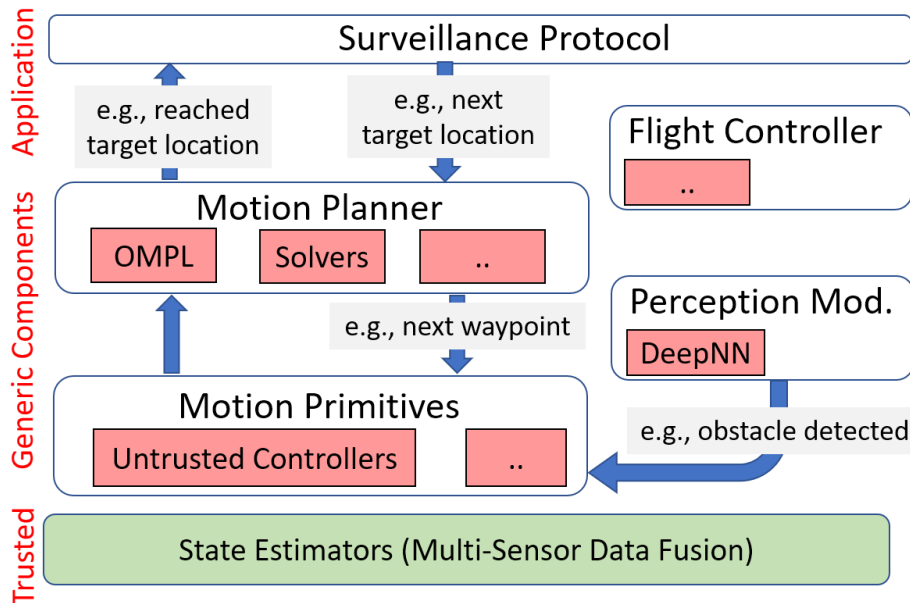 Application
Surveillance Protocol
e.g., reached
target location
e.g., next
target location
Flight Controller
..
Generic Components
Motion Planner
OMPL
Solvers
..
e.g., next waypoint
Perception Mod.
DeepNN
e.g., obstacle detected
Motion Primitives
Untrusted Controllers
..
Trusted
State Estimators (Multi-Sensor Data Fusion)